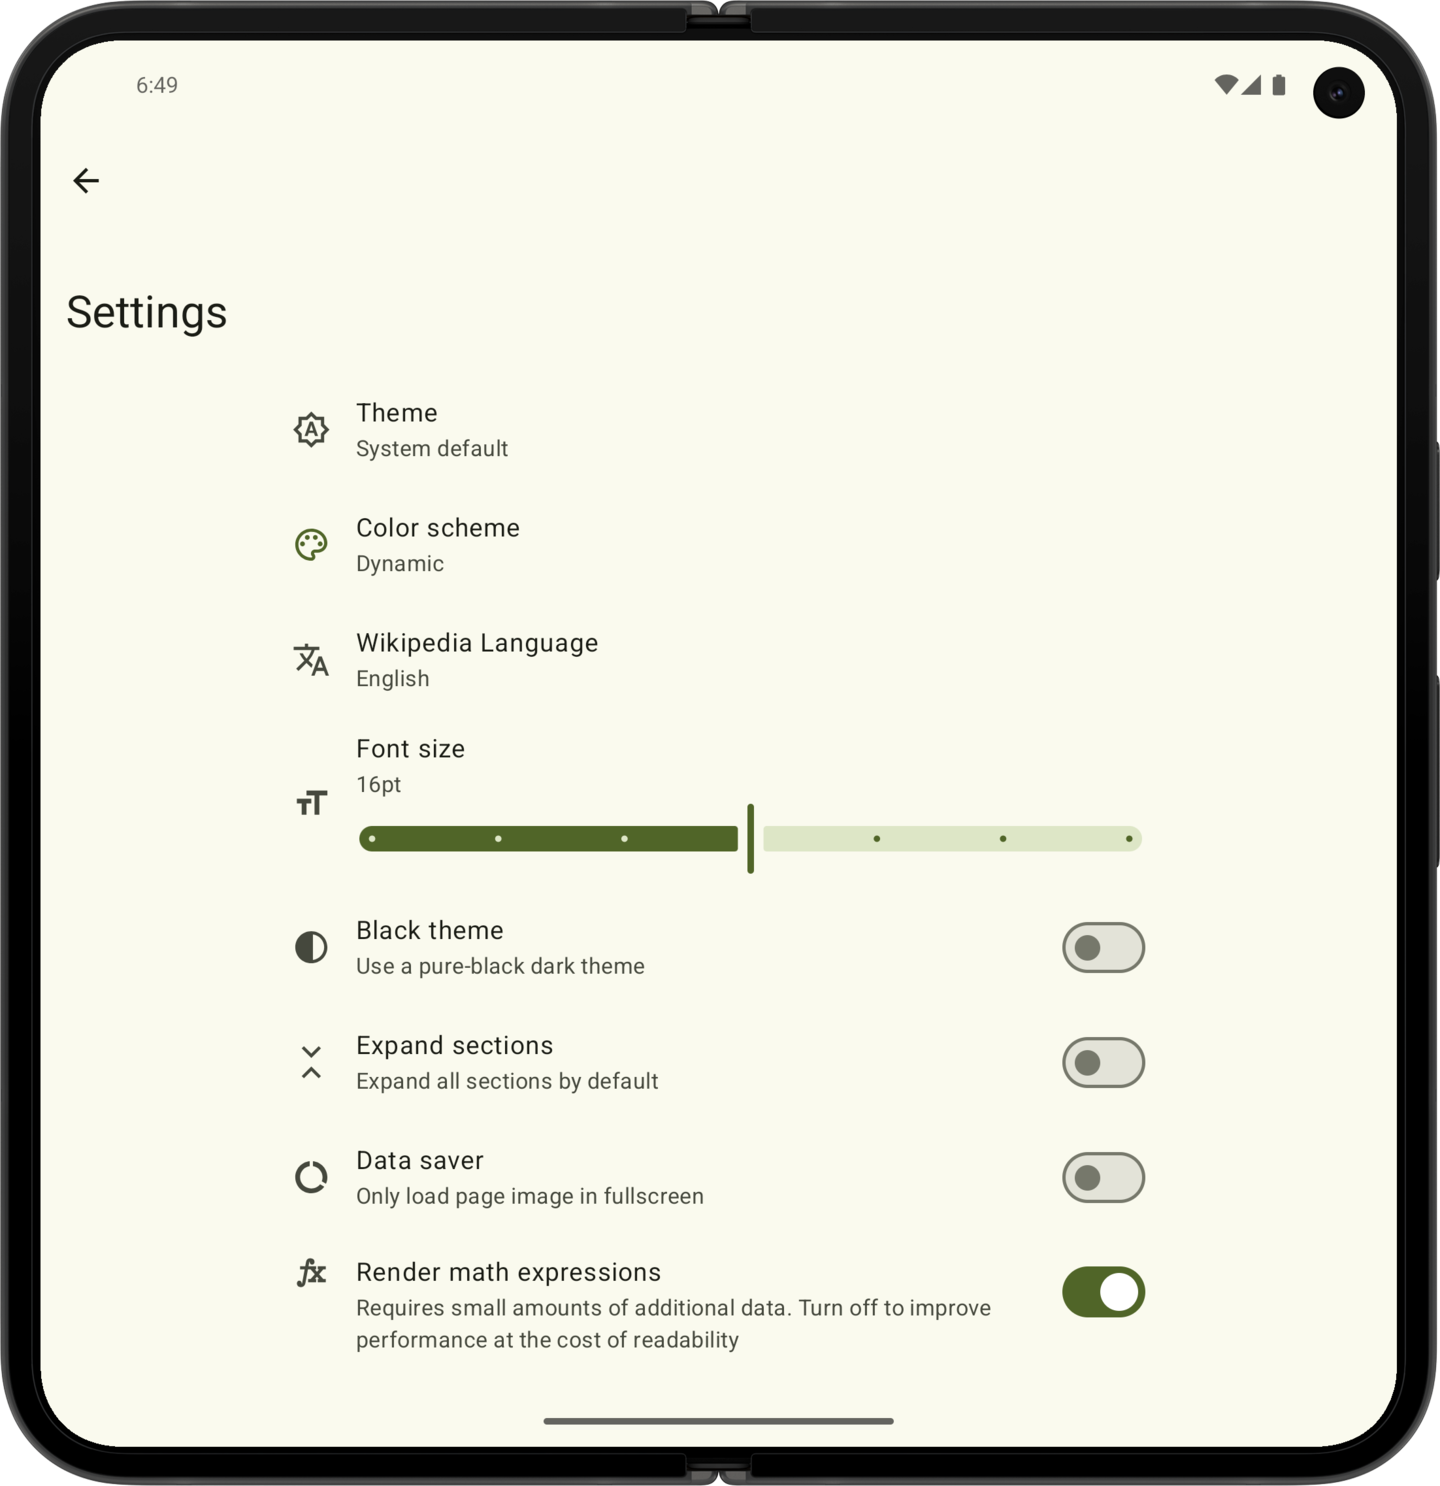 6:49
Settings
Theme
System default
Color scheme
Dynamic
Wikipedia Language
English
Font size
16pt
Black theme
Use a pure-black dark theme
Expand sections
Expand all sections by default
Data saver
Only load page image in fullscreen
Render math expressions
Requires small amounts of additional data. Turn off to improve
performance at the cost of readability